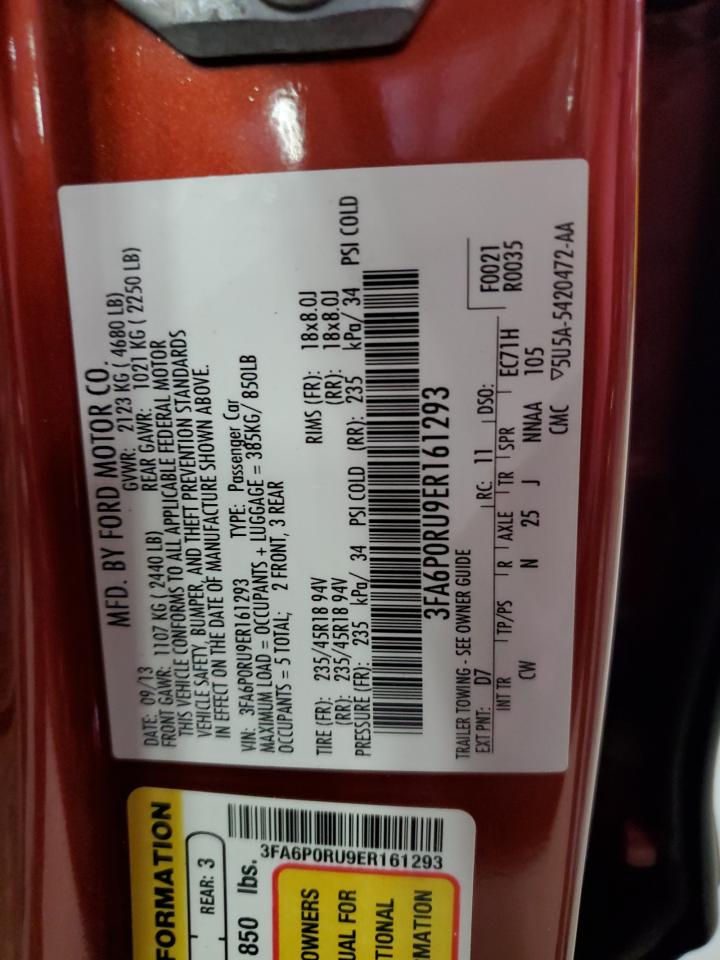 MFD. BY FORD MOTOR CO.
DATE: 09/13 GVWR: 2123 KG ( 4680 LB)
FRONT GAWR: 1107 KG ( 2440 LB) REAR GAWR: 1021 KG ( 2250 LB)
THIS VEHICLE CONFORMS TO ALL APPLICABLE FEDERAL MOTOR
VEHICLE SAFETY, BUMPER, AND THEFT PREVENTION STANDARDS
IN EFFECT ON THE DATE OF MANUFACTURE SHOWN ABOVE.
VIN: 3FA6P0RU9ER161293 TYPE: Passenger Car
MAXIMUM LOAD = OCCUPANTS + LUGGAGE = 385KG/ 850LB
OCCUPANTS = 5 TOTAL; 2 FRONT, 3 REAR
TIRE (FR): 235/45R18 94V RIMS (FR): 18x8.0J
(RR): 235/45R18 94V (RR): 18x8.0J
PRESSURE (FR): 235 kPa/ 34 PSI COLD (RR): 235 kPa/ 34 PSI COLD
3FA6P0RU9ER161293
TRAILER TOWING - SEE OWNER GUIDE
EXT PNT: D7 RC: 11 DSO: F0021
R0035
INT TR TP/PS R AXLE TR SPR EC71H
CW N 25 J NNAA 105
CMC ▽5U5A-5420472-AA
FORMATION
REAR: 3
850 lbs.
3FA6P0RU9ER161293
OWNERS
UAL FOR
TIONAL
MATION